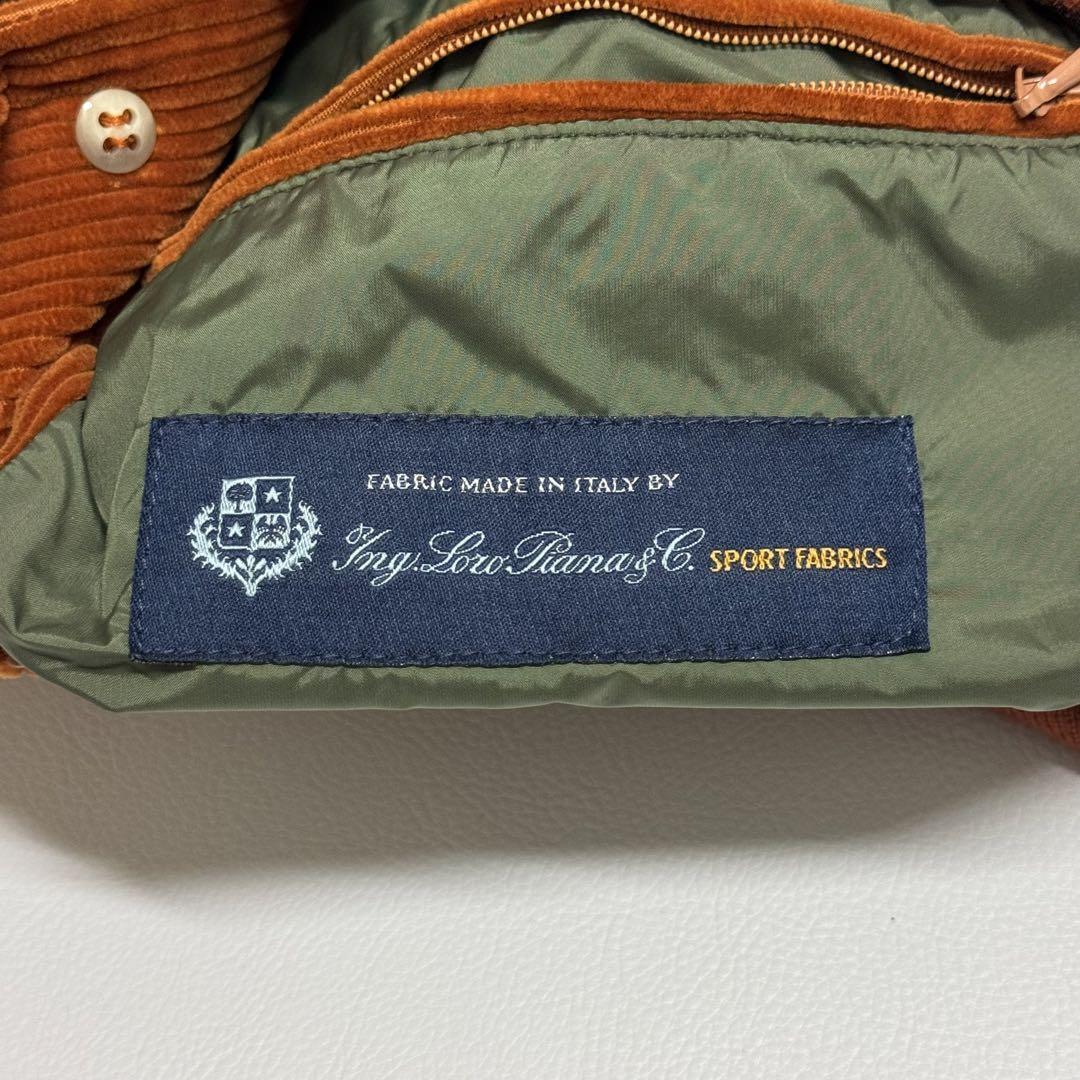 FABRIC MADE IN ITALY BY
Ing. Loro Piana & C. SPORT FABRICS